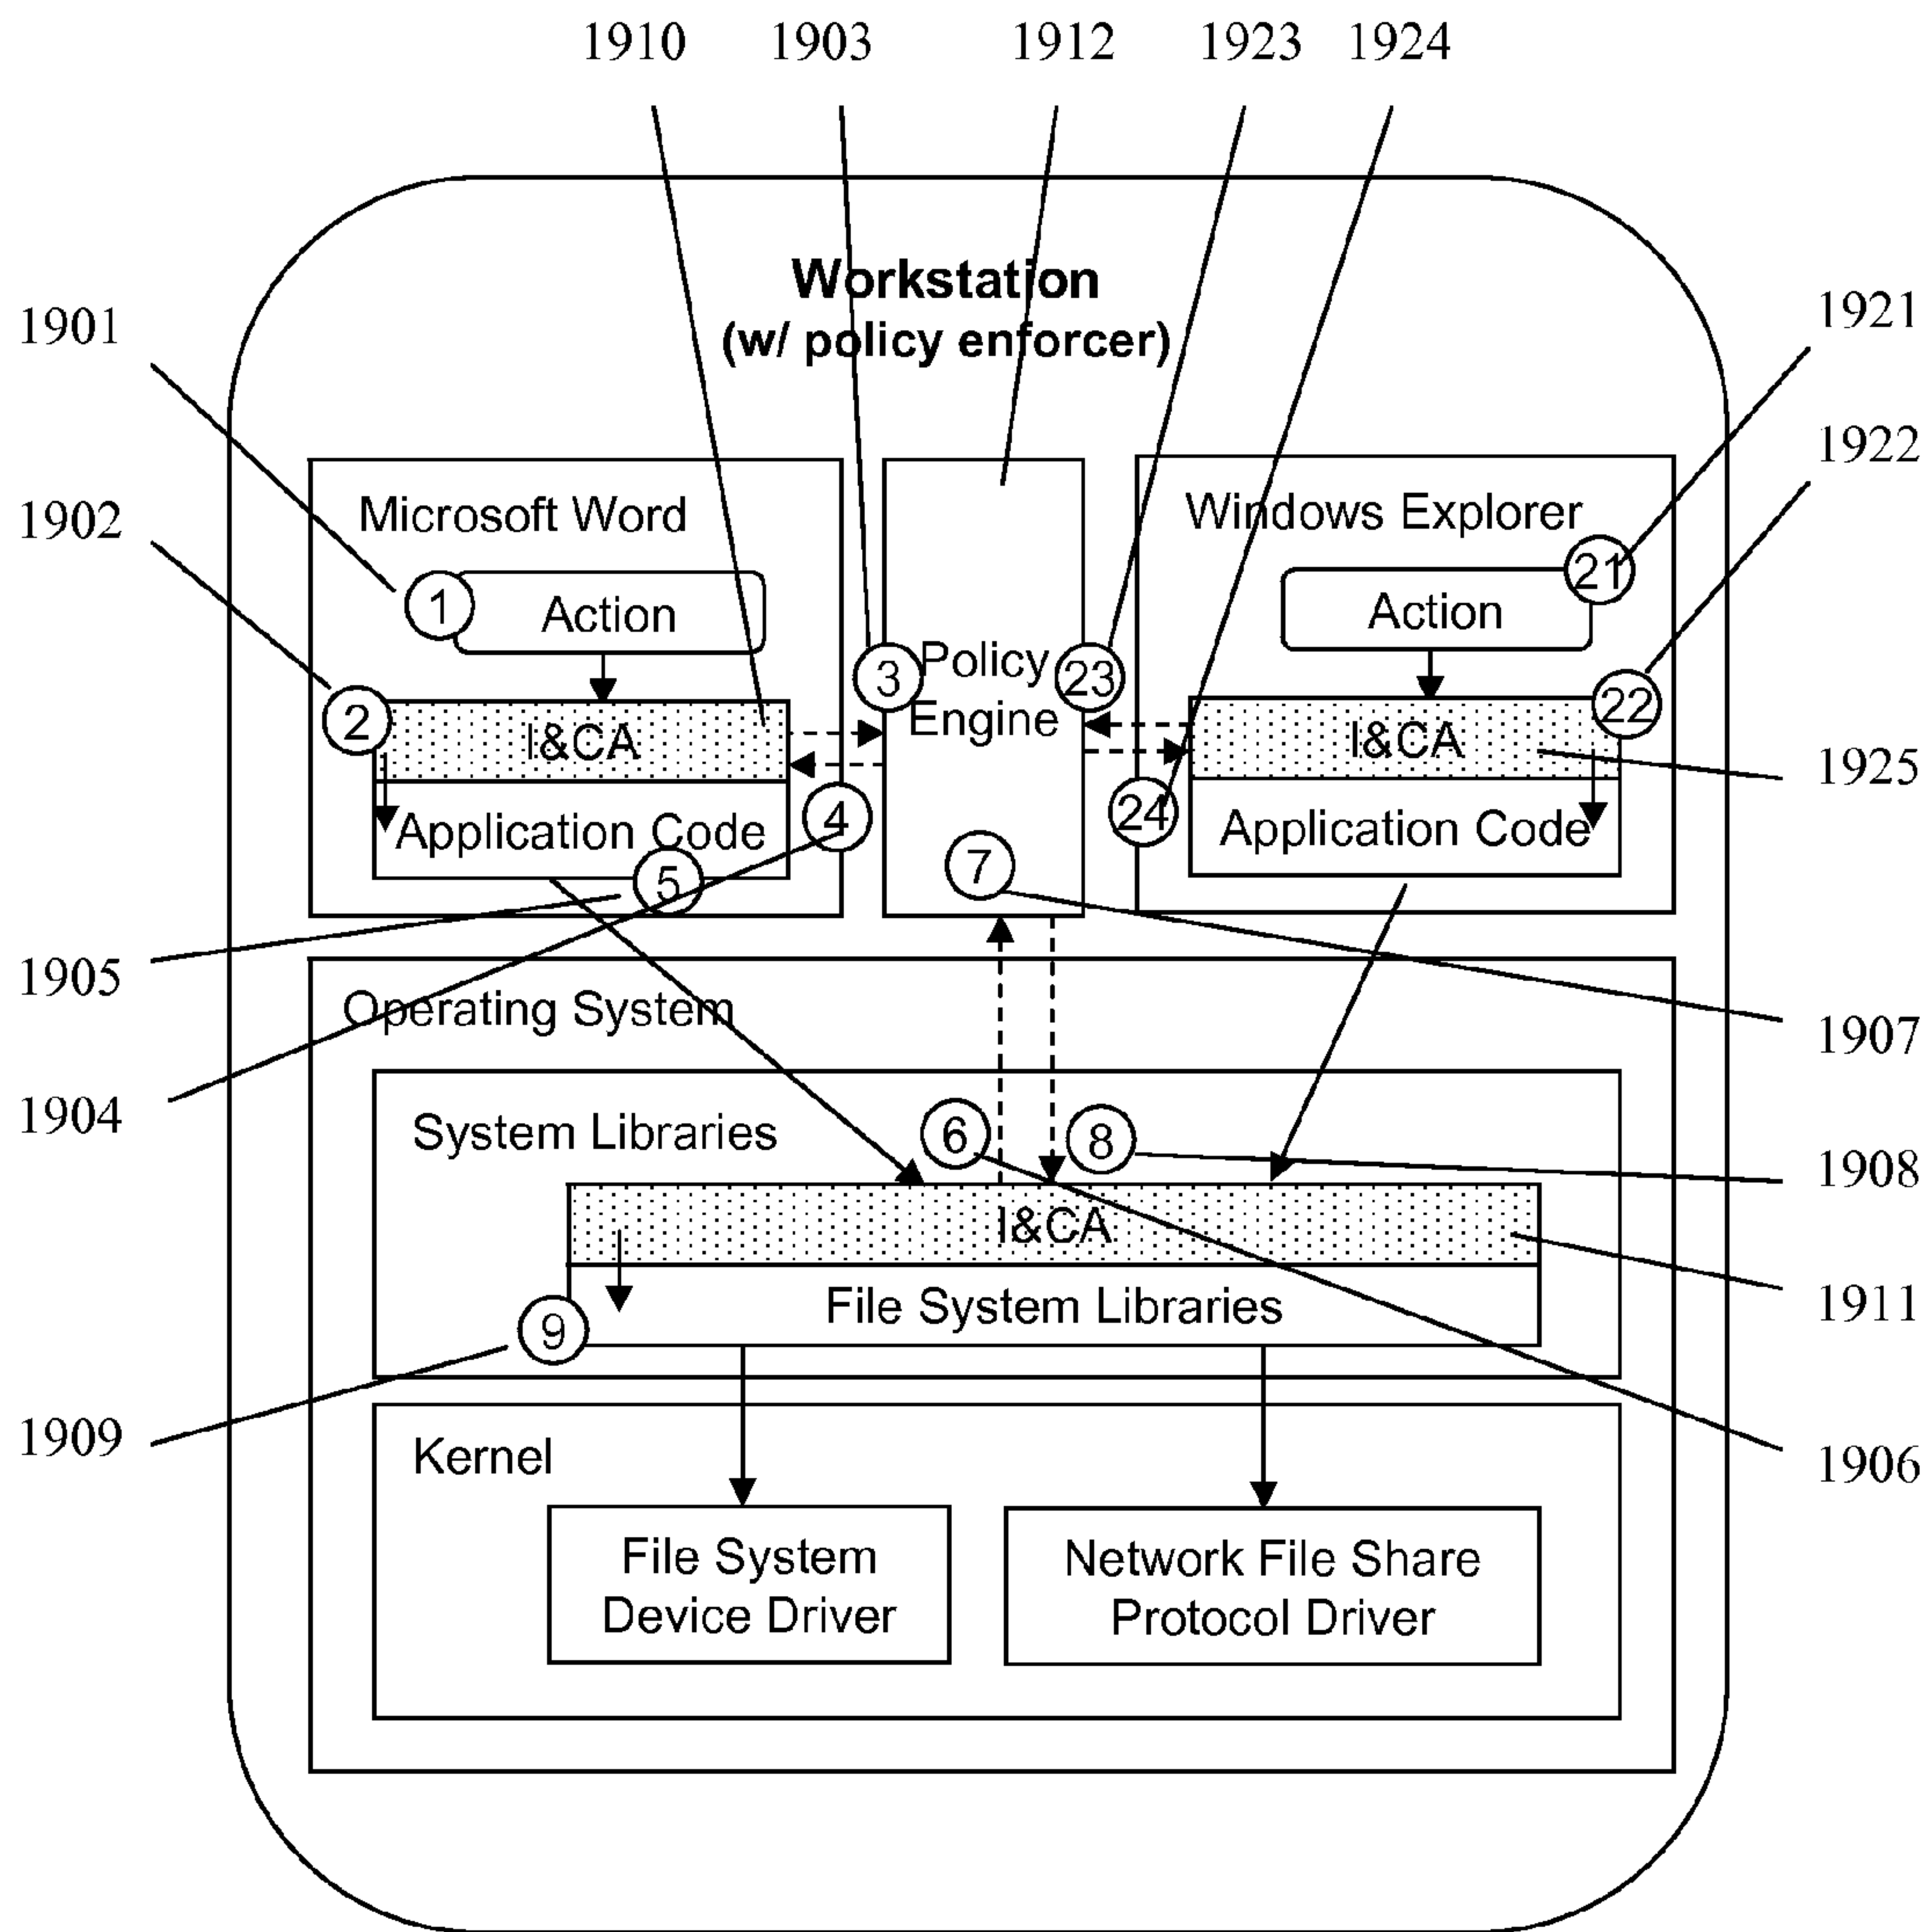 1910 1903 1912 1923 1924
Workstation
(w/ policy enforcer)
1901
1921
1902
1922
Microsoft Word
Windows Explorer
1
Action
21
Action
2
I&CA
3
Policy
Engine
23
22
I&CA
1925
Application Code
4
24
Application Code
5
7
1905
1907
Operating System
1904
System Libraries
6
8
1908
I&CA
1911
File System Libraries
9
1909
1906
Kernel
File System
Device Driver
Network File Share
Protocol Driver